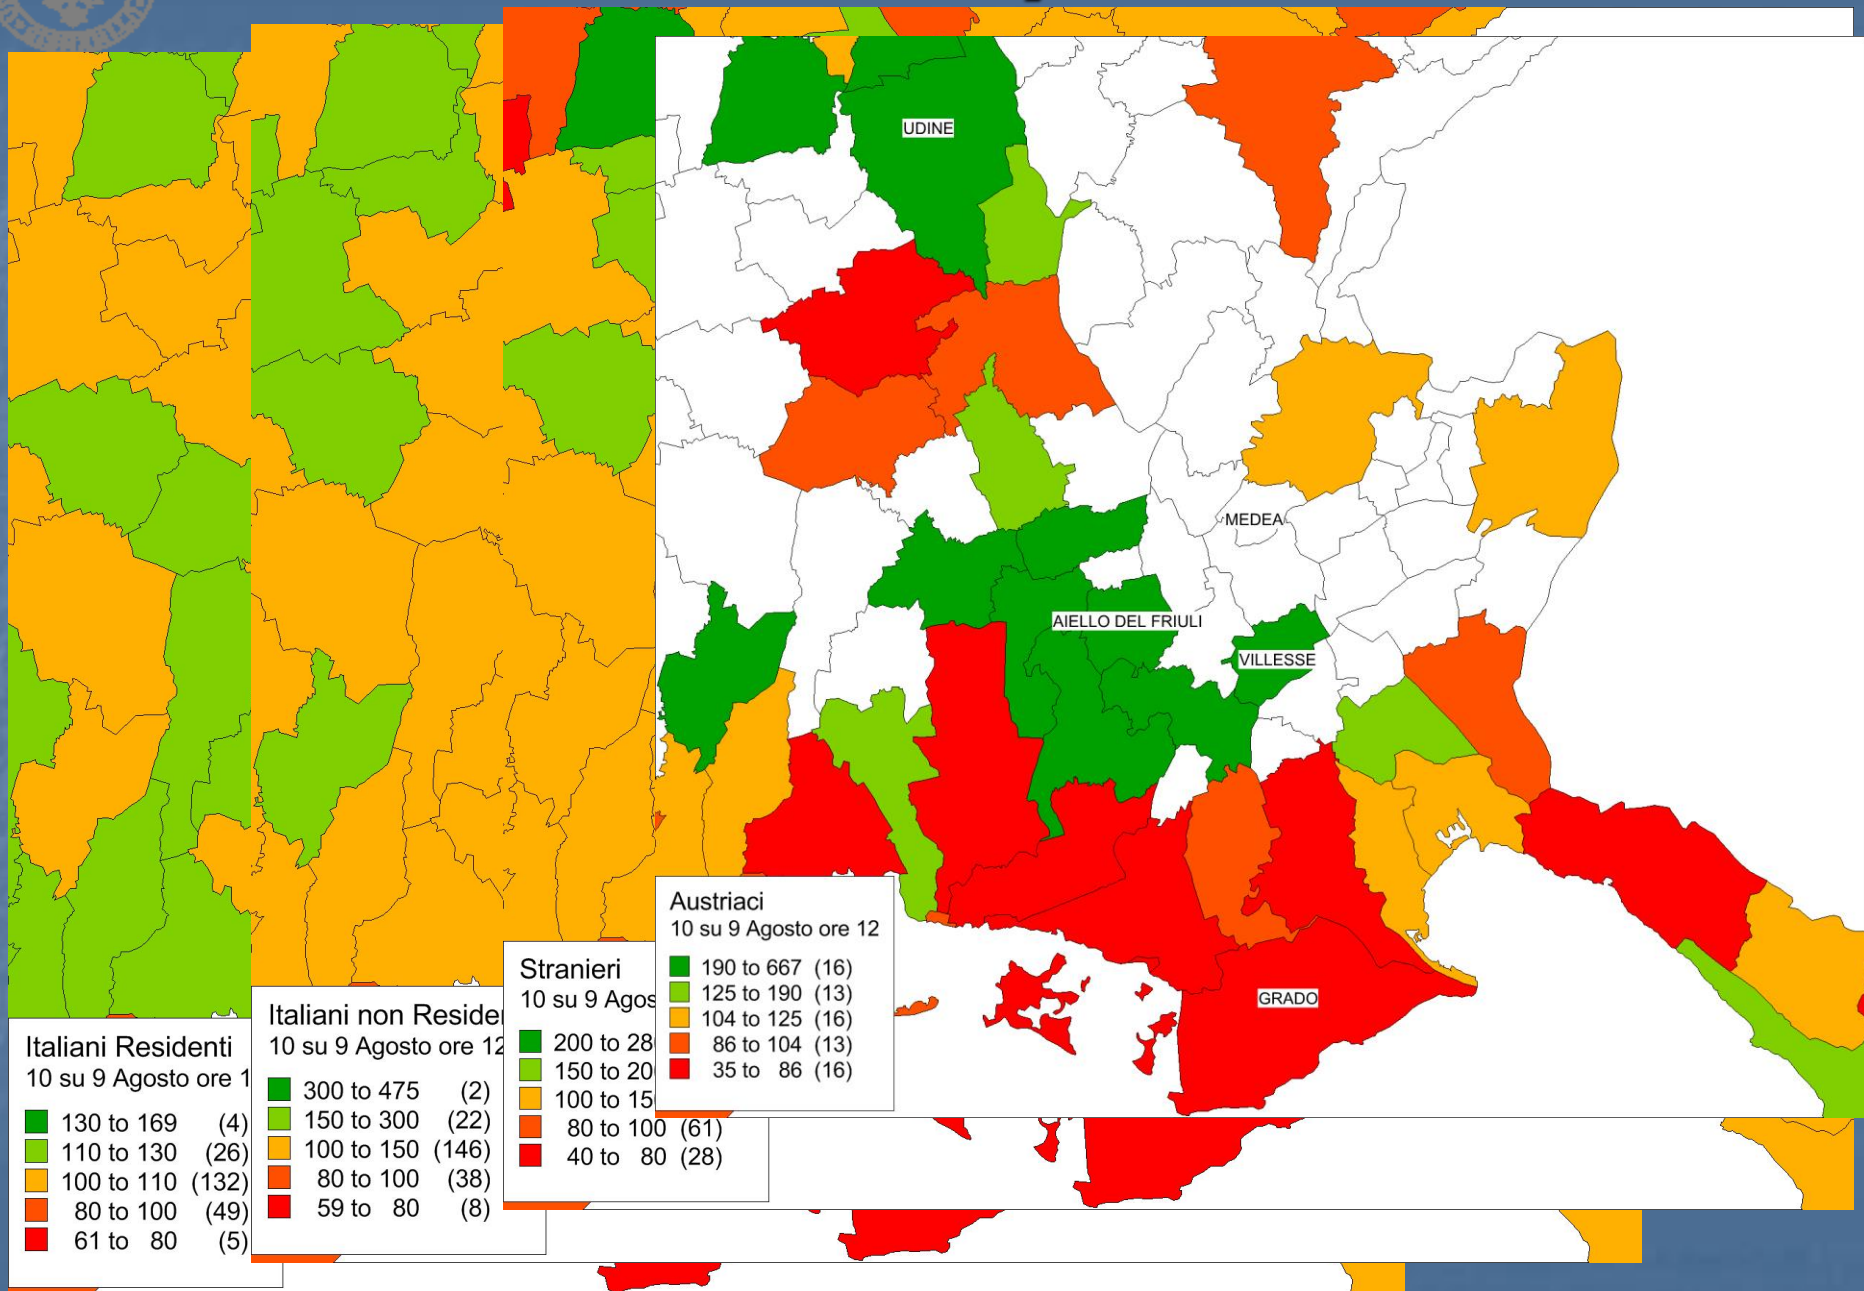 UDINE
MEDEA
AIELLO DEL FRIULI
VILLESSE
GRADO
Austriaci
10 su 9 Agosto ore 12
190 to 667 (16)
125 to 190 (13)
104 to 125 (16)
86 to 104 (13)
35 to 86 (16)
Stranieri
10 su 9 Agos
200 to 28
150 to 20
100 to 15
80 to 100 (61)
40 to 80 (28)
Italiani non Reside
10 su 9 Agosto ore 12
300 to 475 (2)
150 to 300 (22)
100 to 150 (146)
80 to 100 (38)
59 to 80 (8)
Italiani Residenti
10 su 9 Agosto ore 1
130 to 169 (4)
110 to 130 (26)
100 to 110 (132)
80 to 100 (49)
61 to 80 (5)